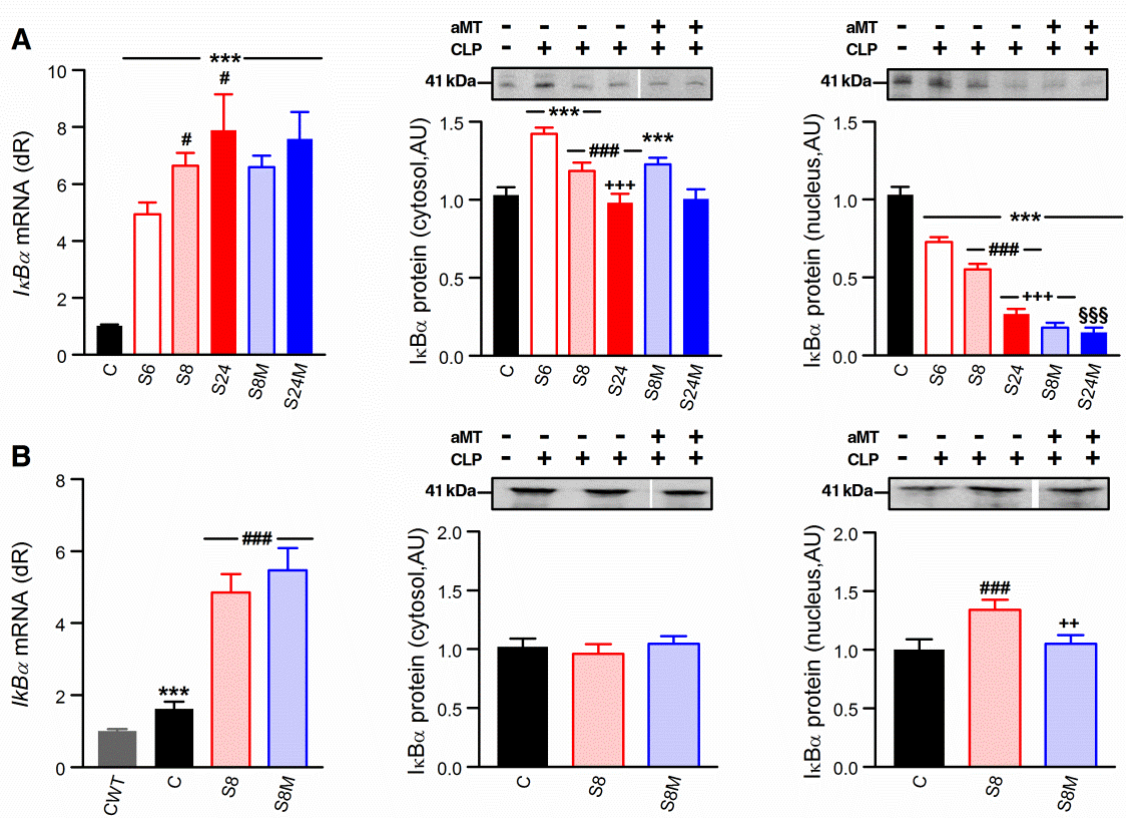 A
IκBα mRNA (dR)
10
8
6
4
2
0
***
#
#
C
S6
S8
S24
S8M
S24M
aMT - - - - + +
CLP - + + + + +
41 kDa
IκBα protein (cytosol,AU)
1.5
1.0
0.5
0.0
***
###
+++
***
C
S6
S8
S24
S8M
S24M
aMT - - - - + +
CLP - + + + + +
41 kDa
IκBα protein (nucleus,AU)
1.5
1.0
0.5
0.0
***
###
+++
§§§
C
S6
S8
S24
S8M
S24M
B
IκBα mRNA (dR)
8
6
4
2
0
***
###
CWT
C
S8
S8M
aMT - - - - + +
CLP - + + + + +
41 kDa
IκBα protein (cytosol,AU)
2.0
1.5
1.0
0.5
0.0
C
S8
S8M
aMT - - - - + +
CLP - + + + + +
41 kDa
IκBα protein (nucleus,AU)
2.0
1.5
1.0
0.5
0.0
###
++
C
S8
S8M